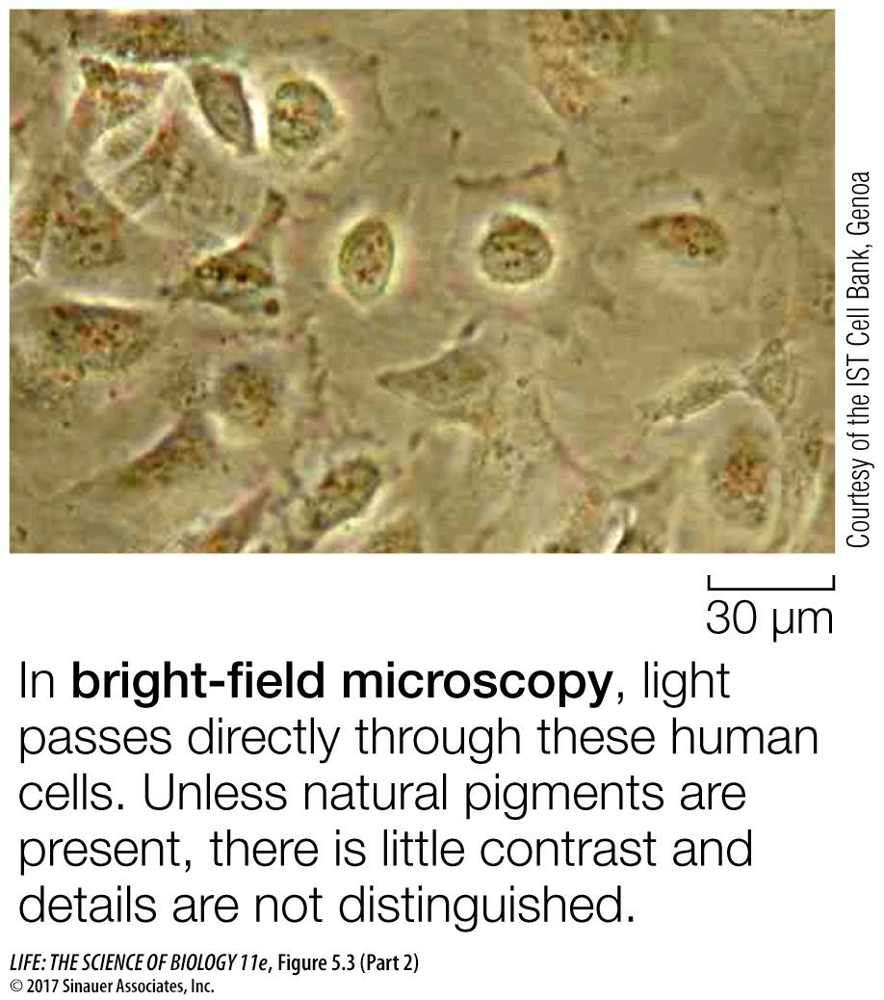 Courtesy of the IST Cell Bank, Genoa
30 µm
In bright-field microscopy, light
passes directly through these human
cells. Unless natural pigments are
present, there is little contrast and
details are not distinguished.
LIFE: THE SCIENCE OF BIOLOGY 11e, Figure 5.3 (Part 2)
© 2017 Sinauer Associates, Inc.